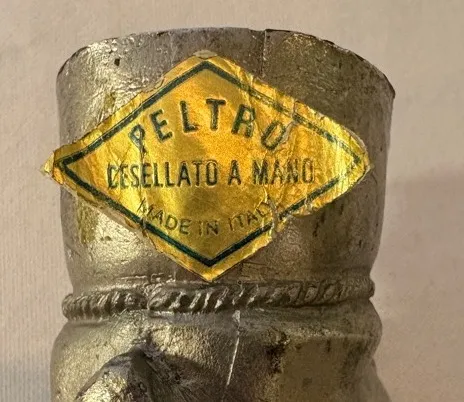 PELTRO
CESELLATO A MANO
MADE IN ITALY